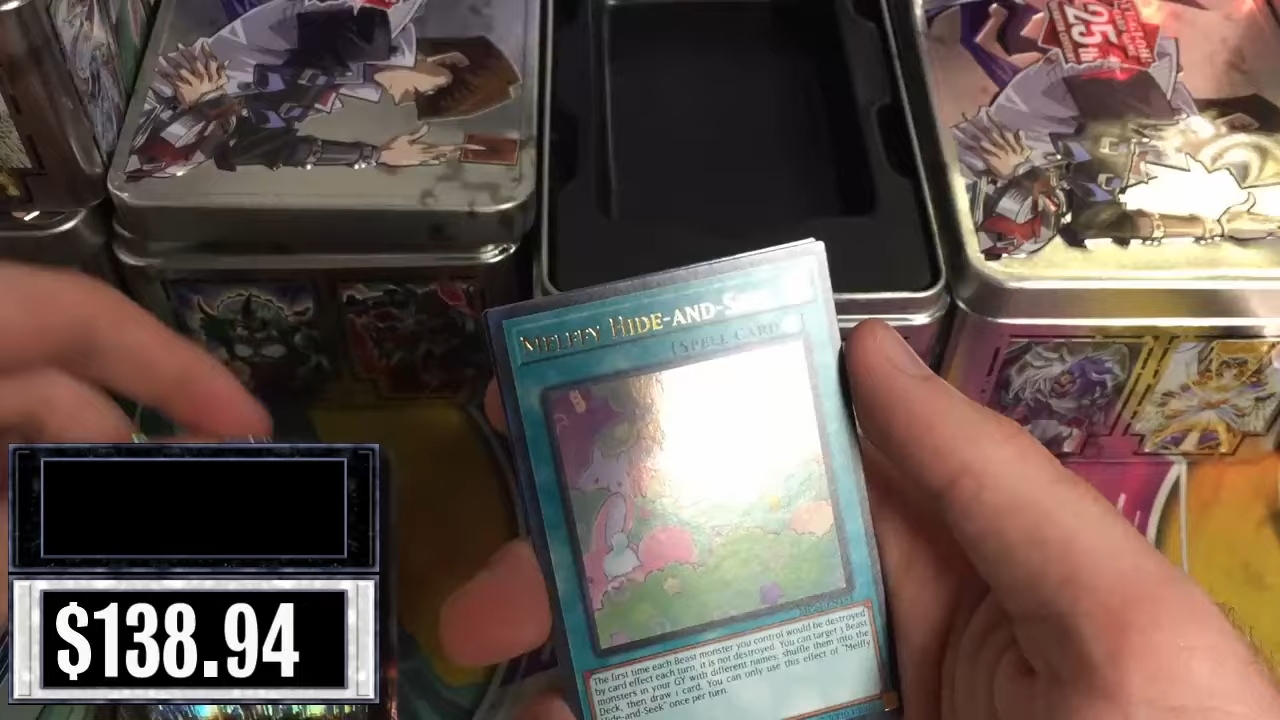 25th
MELFFY HIDE-AND-S
[SPELL CARD
The first time each Beast monster you control would be destroyed
by card effect each turn, it is not destroyed. You can target 3 Beast
monsters in your GY with different names; shuffle them into the
Deck, then draw 1 card. You can only use this effect of "Melffy
Hide-and-Seek" once per turn.
$138.94